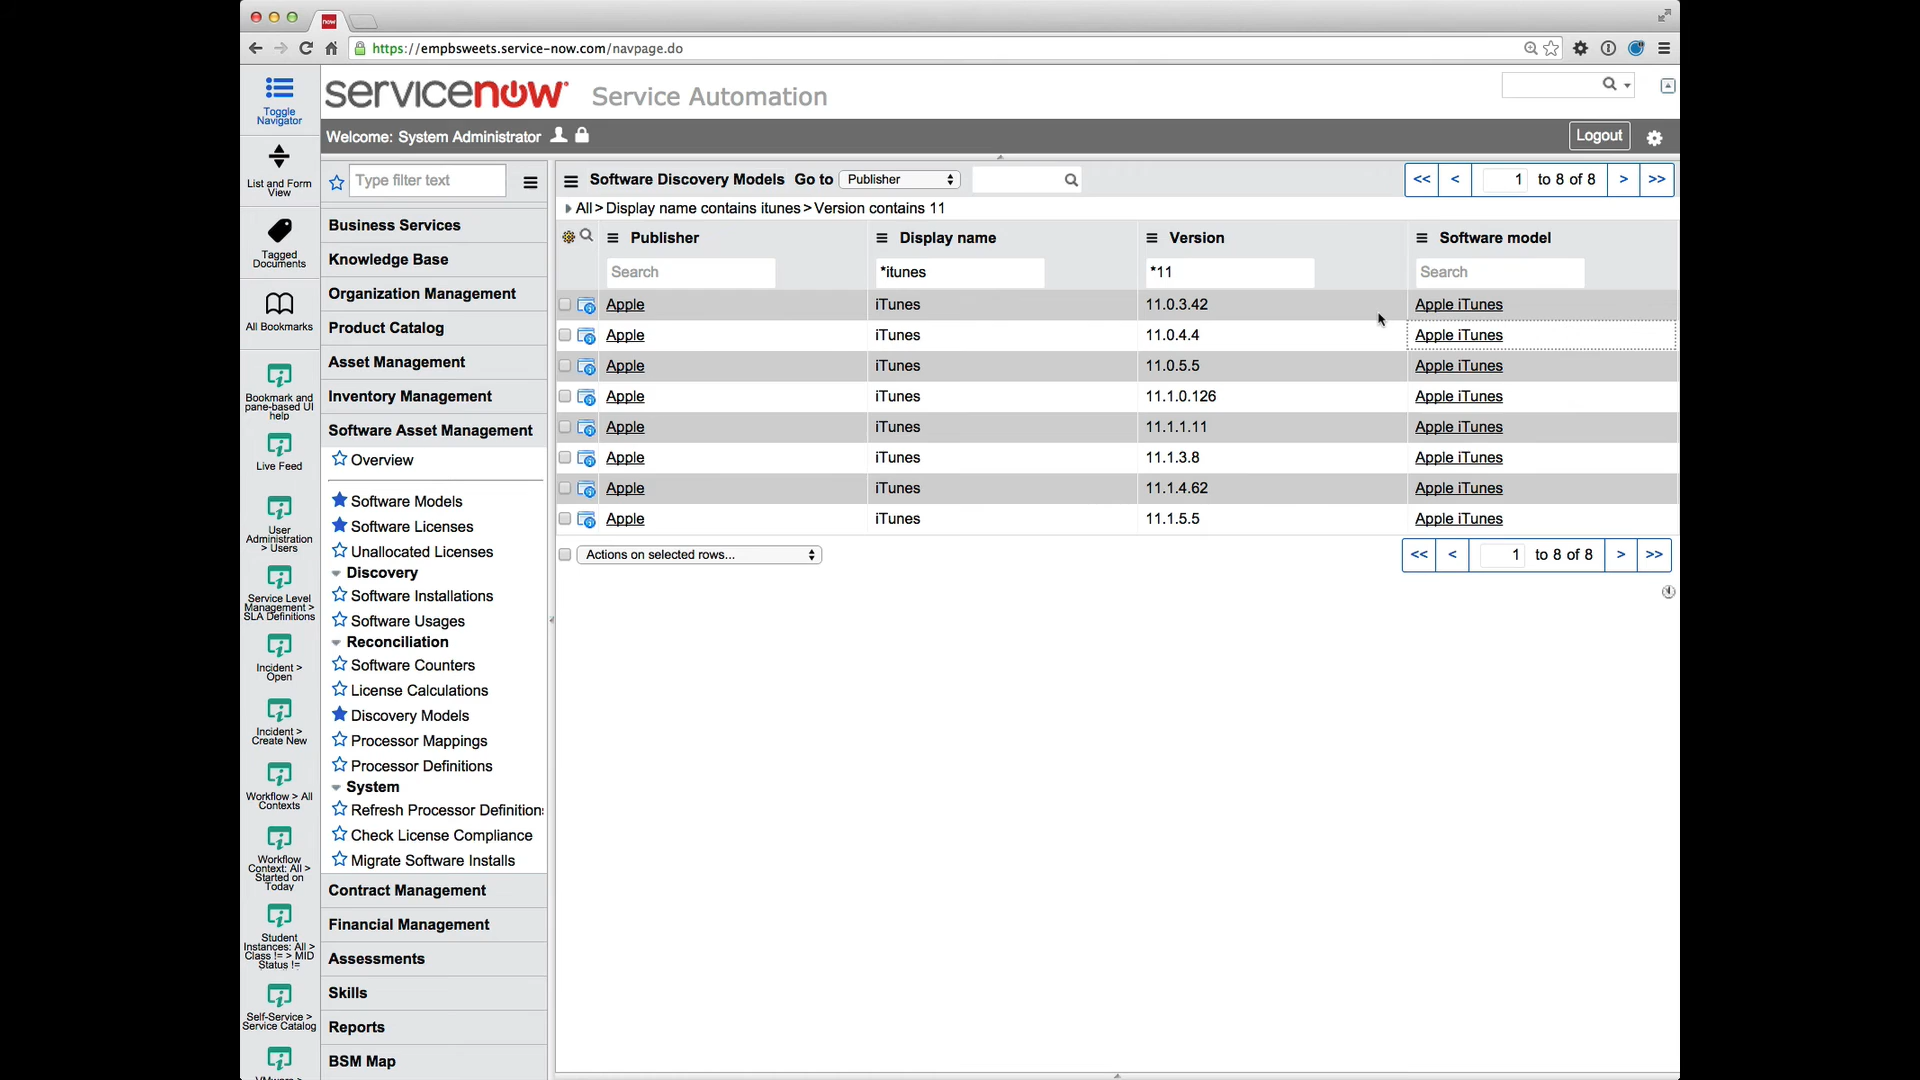 now
https://empbsweets.service-now.com/navpage.do
Toggle
Navigator
List and Form
View
Tagged
Documents
All Bookmarks
Bookmark and
pane-based UI
help
Live Feed
User
Administration
> Users
Service Level
Management >
SLA Definitions
Incident >
Open
Incident >
Create New
Workflow > All
Contexts
Workflow
Context: All >
Started on
Today
Student
Instances: All >
Class != > MID
Status !=
Self-Service >
Service Catalog
servicenow Service Automation
Welcome: System Administrator
Logout
Type filter text
Business Services
Knowledge Base
Organization Management
Product Catalog
Asset Management
Inventory Management
Software Asset Management
Overview
Software Models
Software Licenses
Unallocated Licenses
Discovery
Software Installations
Software Usages
Reconciliation
Software Counters
License Calculations
Discovery Models
Processor Mappings
Processor Definitions
System
Refresh Processor Definition
Check License Compliance
Migrate Software Installs
Contract Management
Financial Management
Assessments
Skills
Reports
BSM Map
Software Discovery Models Go to Publisher << < 1 to 8 of 8 > >>
All > Display name contains itunes > Version contains 11
Publisher Display name Version Software model
Search *itunes *11 Search
Apple iTunes 11.0.3.42 Apple iTunes
Apple iTunes 11.0.4.4 Apple iTunes
Apple iTunes 11.0.5.5 Apple iTunes
Apple iTunes 11.1.0.126 Apple iTunes
Apple iTunes 11.1.1.11 Apple iTunes
Apple iTunes 11.1.3.8 Apple iTunes
Apple iTunes 11.1.4.62 Apple iTunes
Apple iTunes 11.1.5.5 Apple iTunes
Actions on selected rows... << < 1 to 8 of 8 > >>